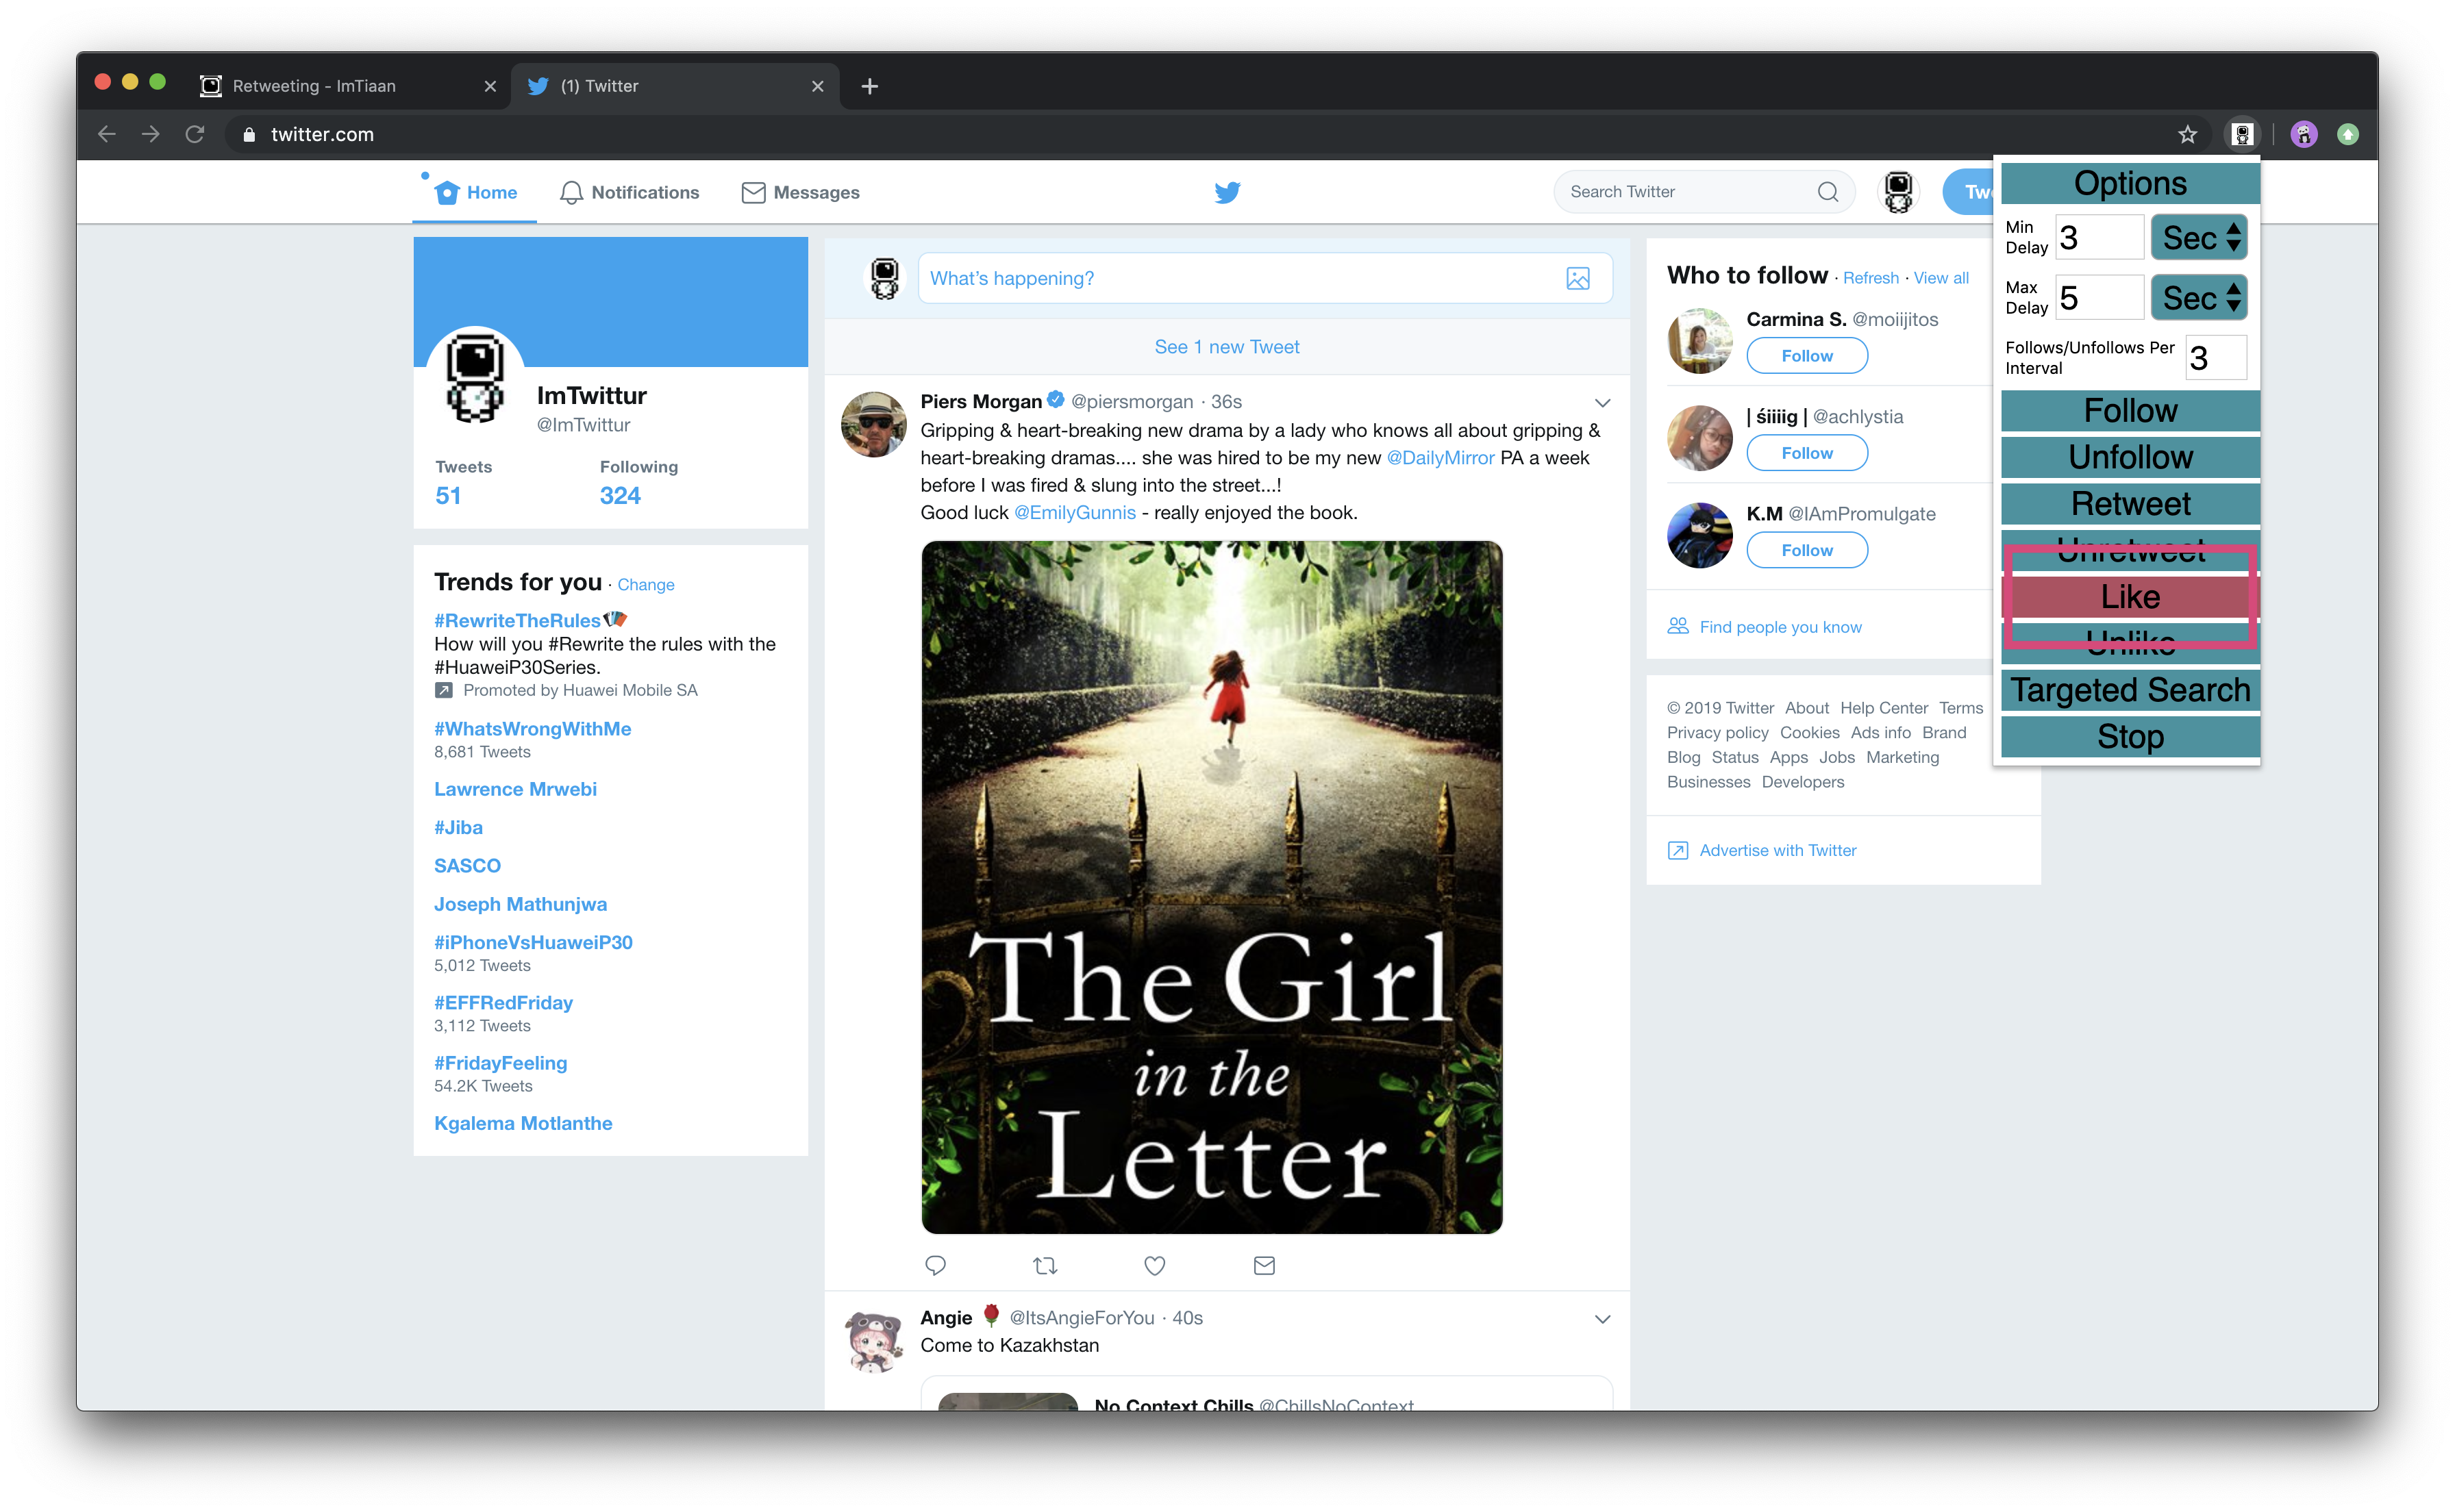 Retweeting - ImTiaan
(1) Twitter
twitter.com
Home
Notifications
Messages
Search Twitter
Twe
ImTwittur
@ImTwittur
Tweets
Following
51
324
Trends for you · Change
#RewriteTheRules
How will you #Rewrite the rules with the
#HuaweiP30Series.
Promoted by Huawei Mobile SA
#WhatsWrongWithMe
8,681 Tweets
Lawrence Mrwebi
#Jiba
SASCO
Joseph Mathunjwa
#iPhoneVsHuaweiP30
5,012 Tweets
#EFFRedFriday
3,112 Tweets
#FridayFeeling
54.2K Tweets
Kgalema Motlanthe
What's happening?
See 1 new Tweet
Piers Morgan @piersmorgan · 36s
Gripping & heart-breaking new drama by a lady who knows all about gripping &
heart-breaking dramas.... she was hired to be my new @DailyMirror PA a week
before I was fired & slung into the street...!
Good luck @EmilyGunnis - really enjoyed the book.
The Girl
in the
Letter
Angie @ItsAngieForYou · 40s
Come to Kazakhstan
No Context Chills @ChillsNoContext
Who to follow · Refresh · View all
Carmina S. @moiijitos
Follow
| śiiiig | @achlystia
Follow
K.M @IAmPromulgate
Follow
Find people you know
© 2019 Twitter About Help Center Terms
Privacy policy Cookies Ads info Brand
Blog Status Apps Jobs Marketing
Businesses Developers
Advertise with Twitter
Options
Min
Delay
3
Sec
Max
Delay
5
Sec
Follows/Unfollows Per
Interval
3
Follow
Unfollow
Retweet
Unretweet
Like
Unlike
Targeted Search
Stop